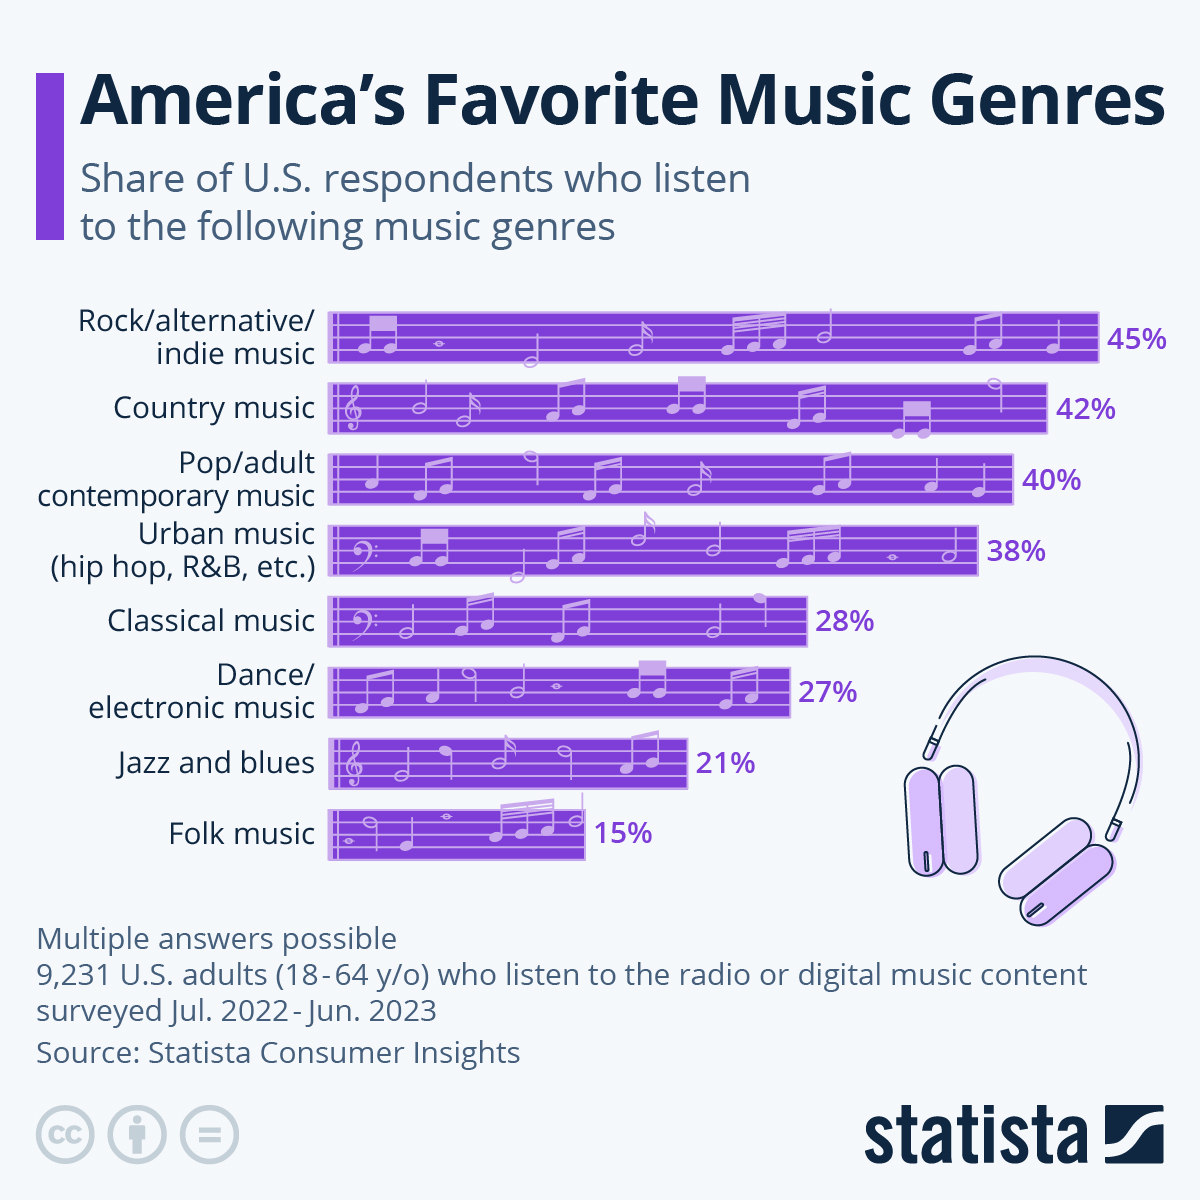 America’s Favorite Music Genres
Share of U.S. respondents who listen
to the following music genres
Rock/alternative/
indie music
45%
Country music
42%
Pop/adult
contemporary music
40%
Urban music
(hip hop, R&B, etc.)
38%
Classical music
28%
Dance/
electronic music
27%
Jazz and blues
21%
Folk music
15%
Multiple answers possible
9,231 U.S. adults (18-64 y/o) who listen to the radio or digital music content
surveyed Jul. 2022-Jun. 2023
Source: Statista Consumer Insights
cc
statista